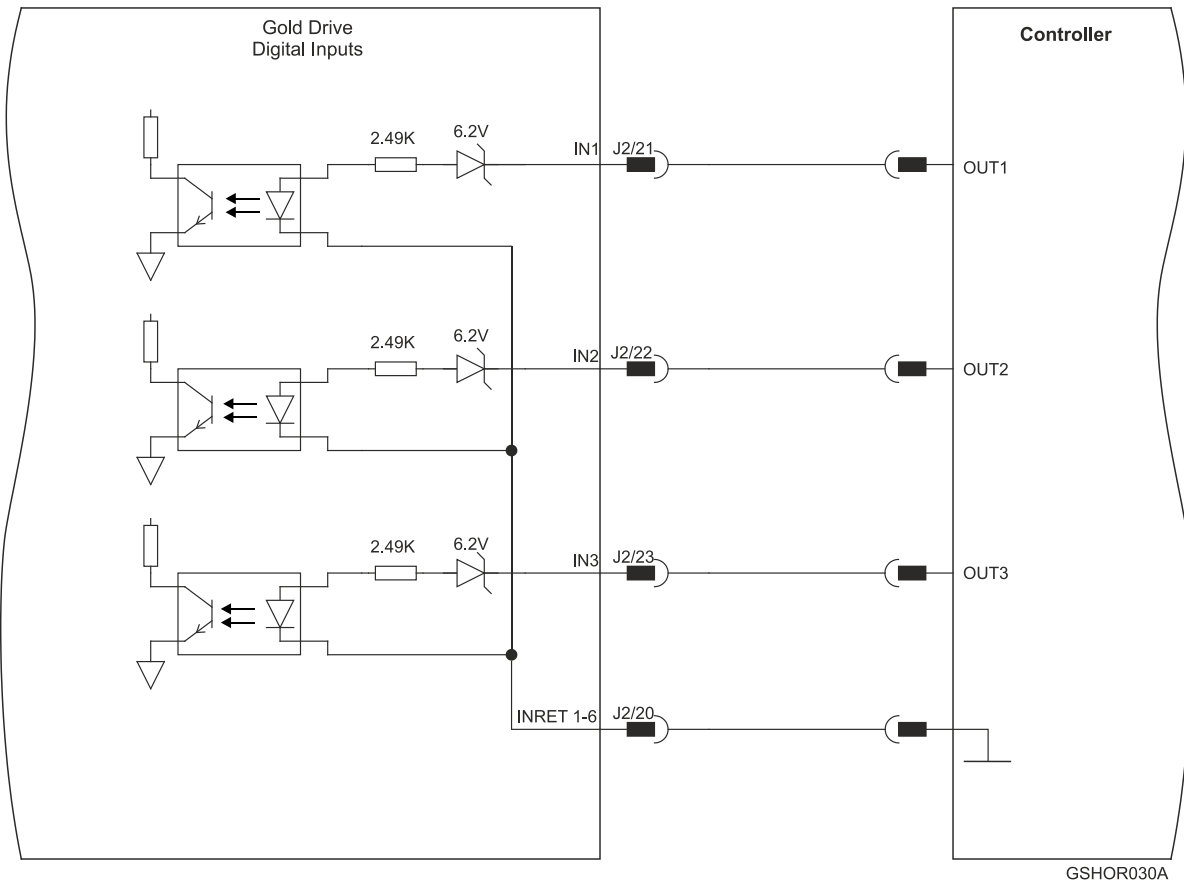 Gold Drive
Digital Inputs
Controller
2.49K
6.2V
IN1
J2/21
OUT1
2.49K
6.2V
IN2
J2/22
OUT2
2.49K
6.2V
IN3
J2/23
OUT3
INRET 1-6
J2/20
GSHOR030A